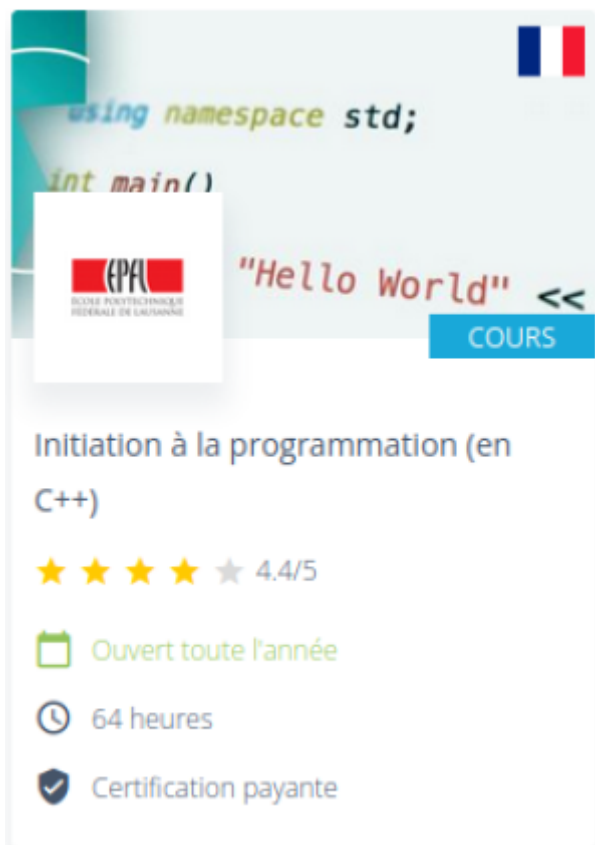 using namespace std;
int main()
"Hello World" <<
EPFL
ÉCOLE POLYTECHNIQUE
FÉDÉRALE DE LAUSANNE
COURS
Initiation à la programmation (en
C++)
4.4/5
Ouvert toute l'année
64 heures
Certification payante